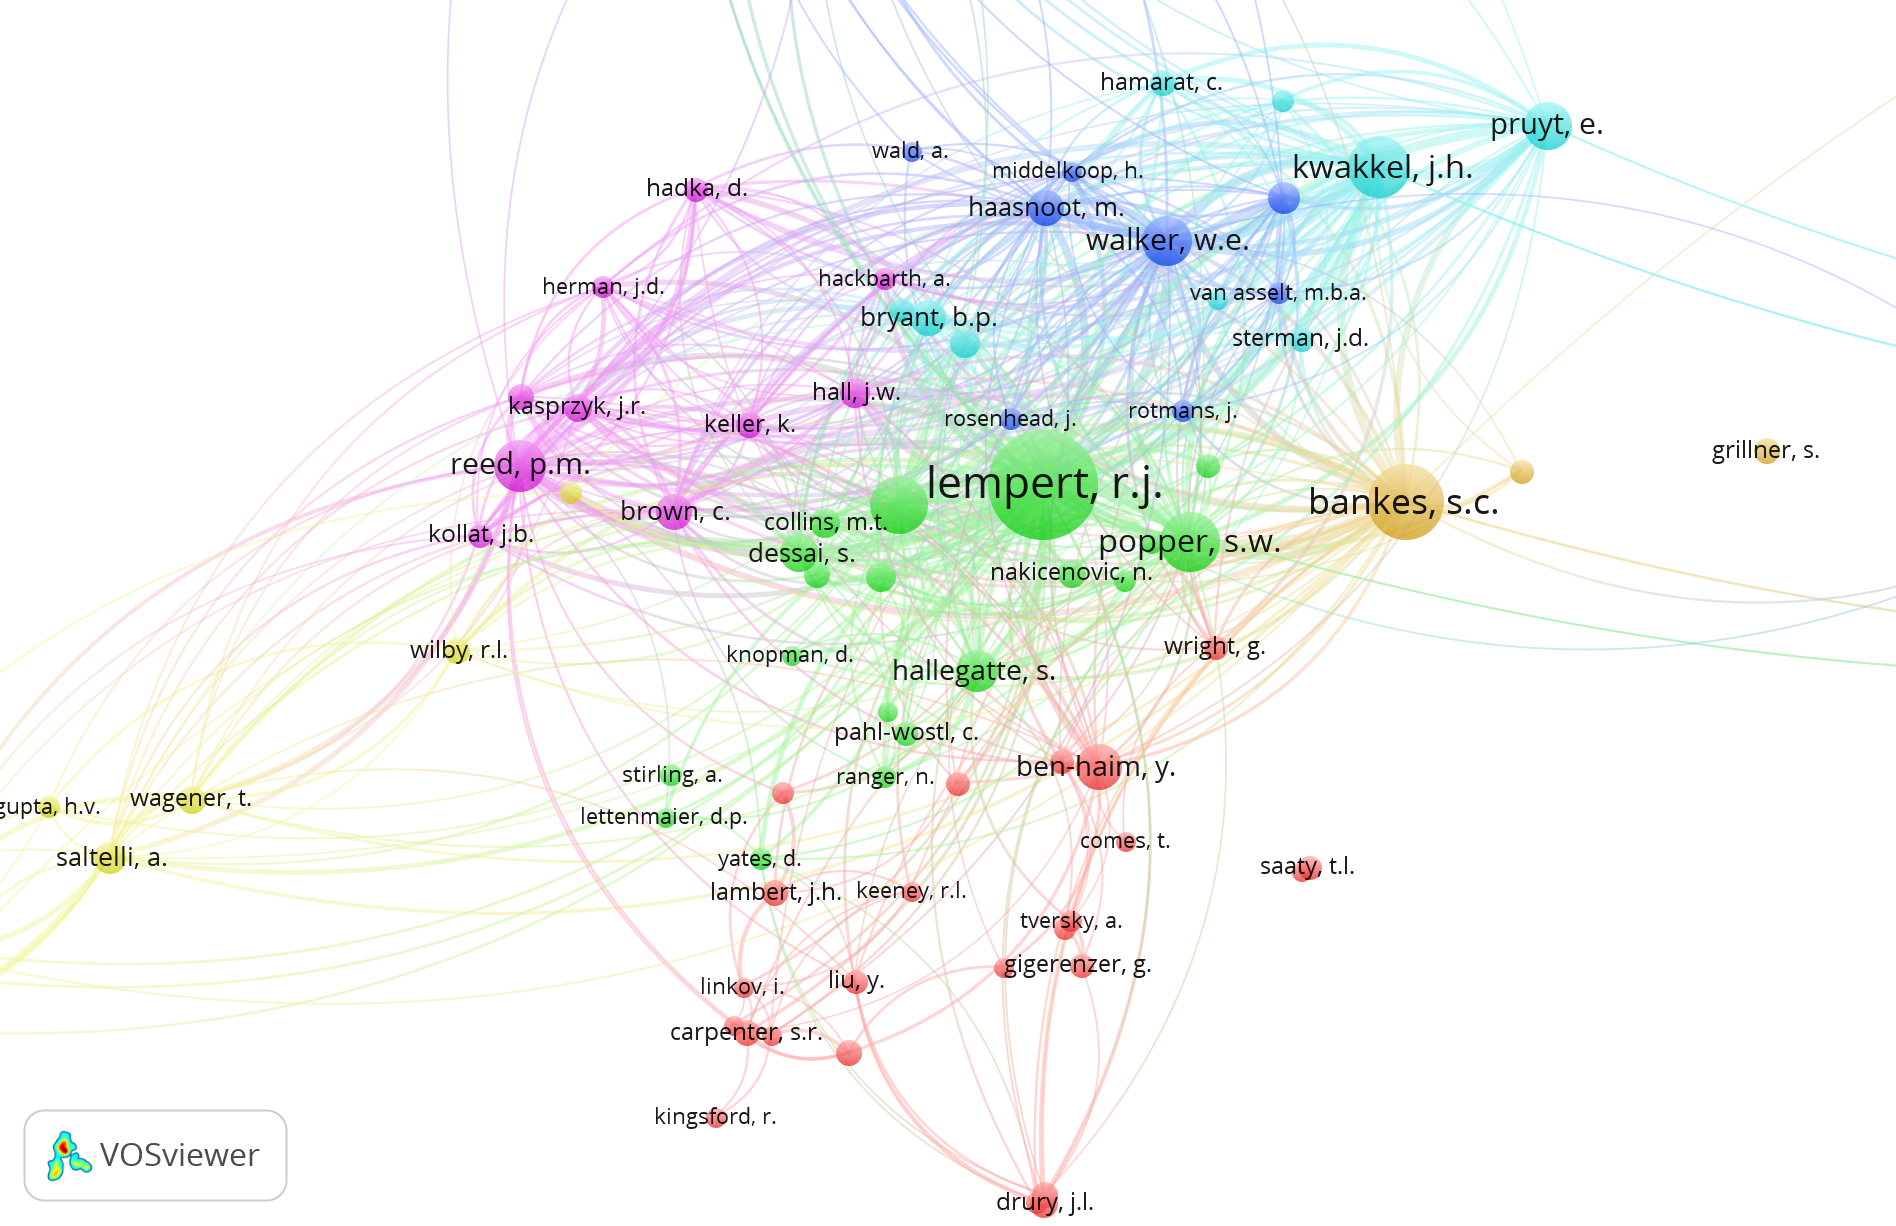 hamarat, c.
pruyt, e.
wald, a.
middelkoop, h.
kwakkel, j.h.
hadka, d.
haasnoot, m.
walker, w.e.
hackbarth, a.
herman, j.d.
van asselt, m.b.a.
bryant, b.p.
sterman, j.d.
hall, j.w.
kasprzyk, j.r.
rotmans, j.
rosenhead, j.
keller, k.
grillner, s.
reed, p.m.
lempert, r.j.
bankes, s.c.
brown, c.
collins, m.t.
kollat, j.b.
popper, s.w.
dessai, s.
nakicenovic, n.
wright, g.
wilby, r.l.
knopman, d.
hallegatte, s.
pahl-wostl, c.
ben-haim, y.
stirling, a.
ranger, n.
wagener, t.
gupta, h.v.
lettenmaier, d.p.
comes, t.
saltelli, a.
yates, d.
saaty, t.l.
lambert, j.h.
keeney, r.l.
tversky, a.
gigerenzer, g.
liu, y.
linkov, i.
carpenter, s.r.
kingsford, r.
VOSviewer
drury, j.l.